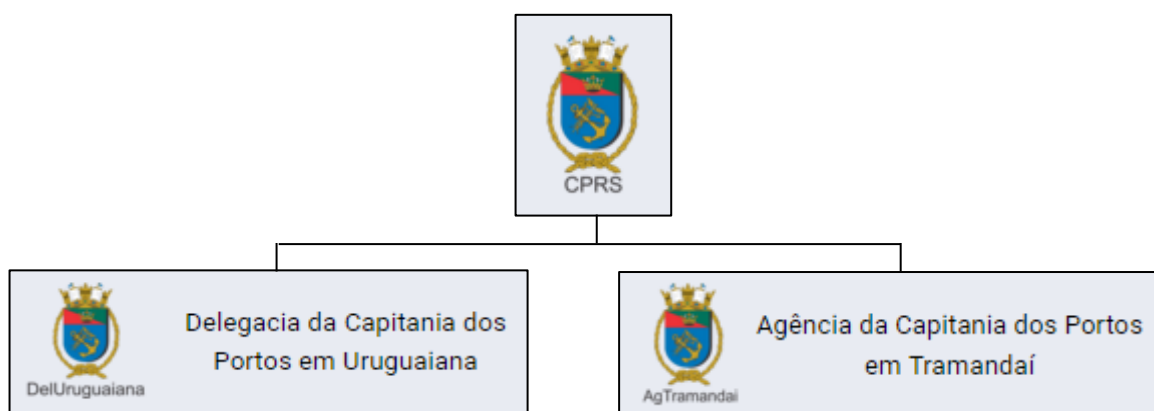 CPRS
DelUruguaiana
Delegacia da Capitania dos
Portos em Uruguaiana
AgTramandai
Agência da Capitania dos Portos
em Tramandaí